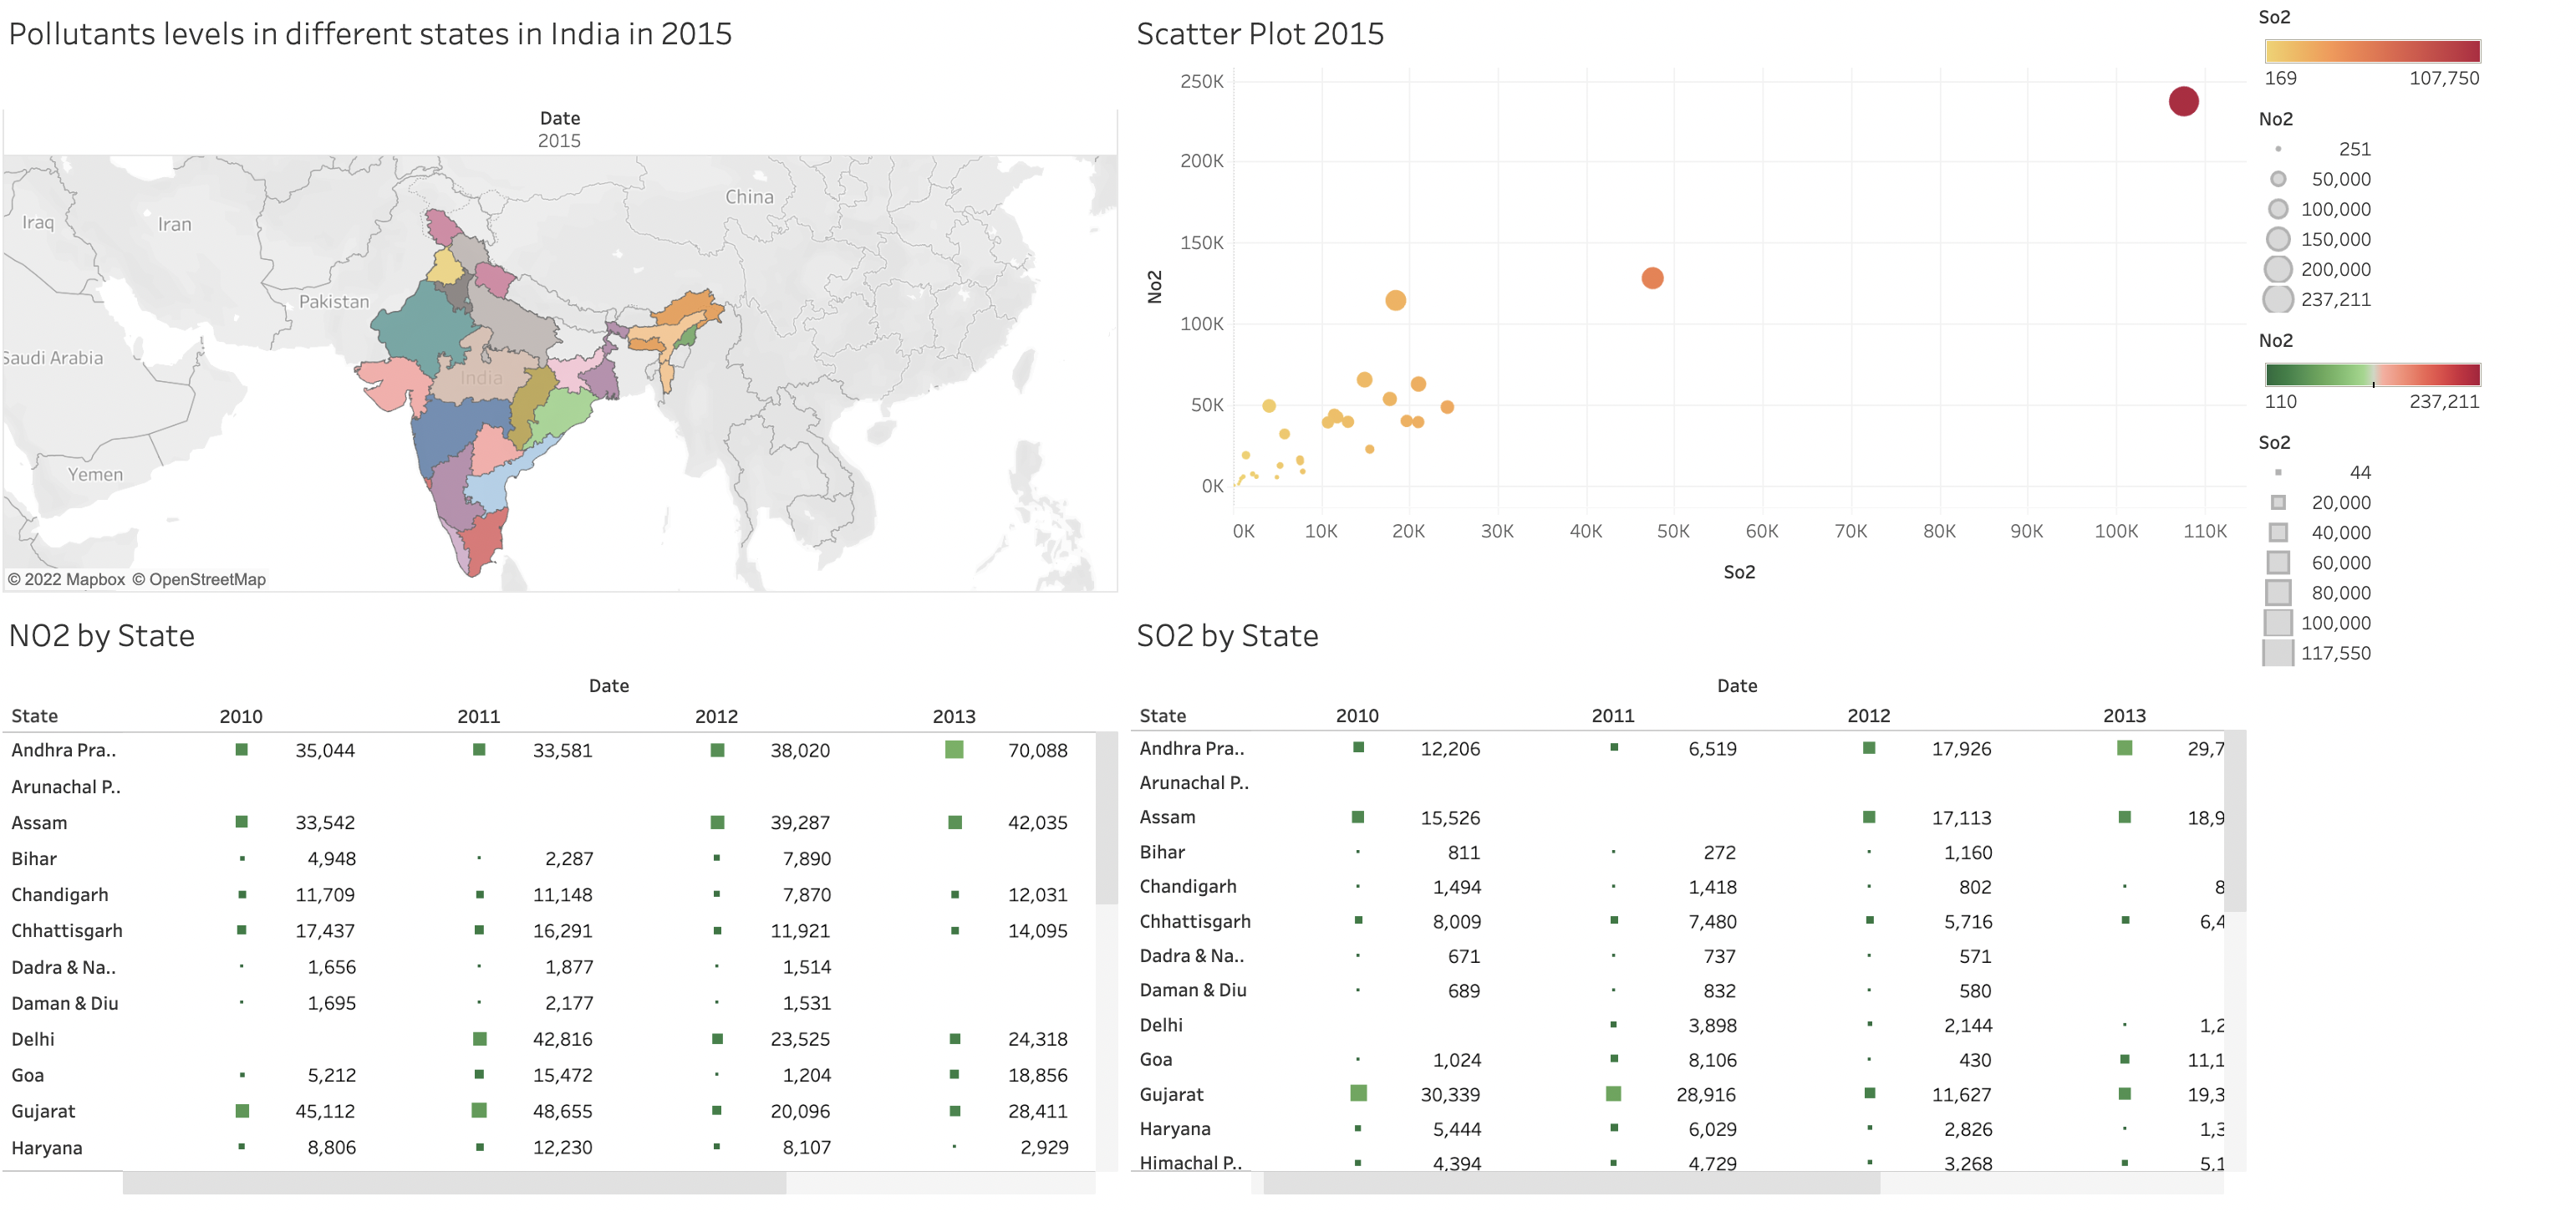 Pollutants levels in different states in India in 2015
Date
2015
China
Iraq
Iran
Pakistan
Saudi Arabia
India
Yemen
© 2022 Mapbox © OpenStreetMap
Scatter Plot 2015
250K
200K
150K
100K
50K
0K
No2
0K 10K 20K 30K 40K 50K 60K 70K 80K 90K 100K 110K
So2
So2
169 107,750
No2
251
50,000
100,000
150,000
200,000
237,211
No2
110 237,211
So2
44
20,000
40,000
60,000
80,000
100,000
117,550
NO2 by State
Date
State 2010 2011 2012 2013
Andhra Pra.. 35,044 33,581 38,020 70,088
Arunachal P..
Assam 33,542 39,287 42,035
Bihar 4,948 2,287 7,890
Chandigarh 11,709 11,148 7,870 12,031
Chhattisgarh 17,437 16,291 11,921 14,095
Dadra & Na.. 1,656 1,877 1,514
Daman & Diu 1,695 2,177 1,531
Delhi 42,816 23,525 24,318
Goa 5,212 15,472 1,204 18,856
Gujarat 45,112 48,655 20,096 28,411
Haryana 8,806 12,230 8,107 2,929
SO2 by State
Date
State 2010 2011 2012 2013
Andhra Pra.. 12,206 6,519 17,926 29,7
Arunachal P..
Assam 15,526 17,113 18,9
Bihar 811 272 1,160
Chandigarh 1,494 1,418 802 8
Chhattisgarh 8,009 7,480 5,716 6,4
Dadra & Na.. 671 737 571
Daman & Diu 689 832 580
Delhi 3,898 2,144 1,2
Goa 1,024 8,106 430 11,1
Gujarat 30,339 28,916 11,627 19,3
Haryana 5,444 6,029 2,826 1,3
Himachal P.. 4,394 4,729 3,268 5,1